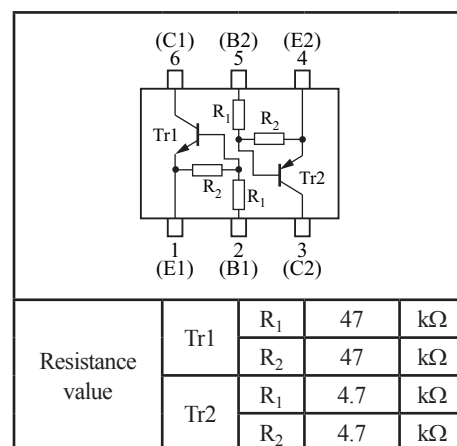 (C1) (B2) (E2)
6 5 4
R1
R2
Tr1
Tr2
R2
R1
1 2 3
(E1) (B1) (C2)
Resistance value Tr1 R1 47 kΩ
R2 47 kΩ
Tr2 R1 4.7 kΩ
R2 4.7 kΩ